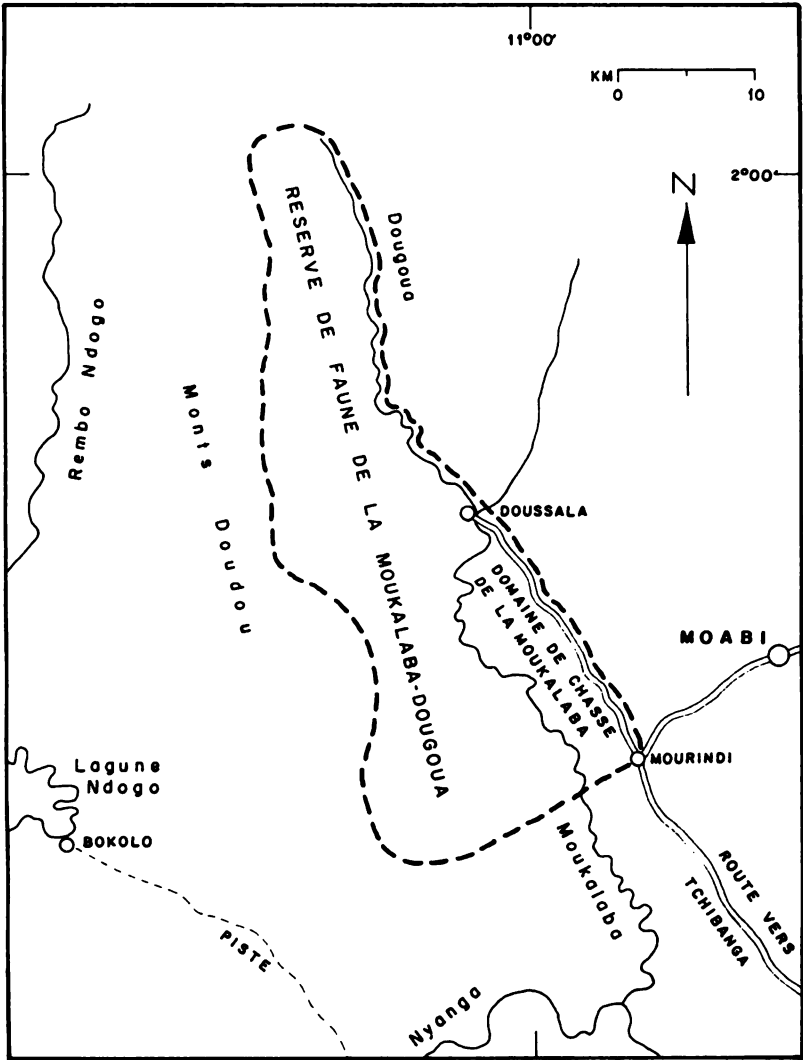 11°00'
KM
0 10
2°00'
N
Dougoua
RESERVE DE FAUNE DE LA MOUKALABA-DOUGOUA
Rembo Ndogo
Monts Doudou
DOUSSALA
DOMAINE DE CHASSE
DE LA MOUKALABA
MOABI
MOURINDI
Lagune
Ndogo
BOKOLO
Moukalaba
ROUTE VERS
TCHIBANGA
PISTE
Nyanga